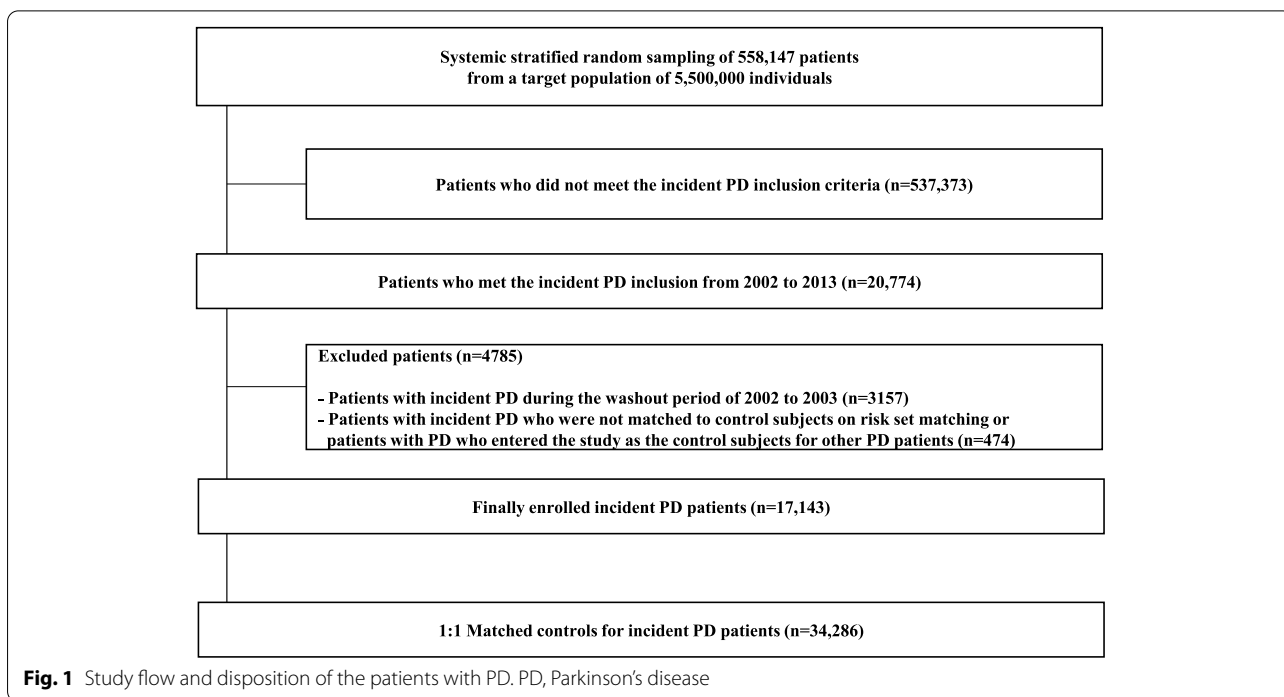 Systemic stratified random sampling of 558,147 patients
from a target population of 5,500,000 individuals
Patients who did not meet the incident PD inclusion criteria (n=537,373)
Patients who met the incident PD inclusion from 2002 to 2013 (n=20,774)
Excluded patients (n=4785)
- Patients with incident PD during the washout period of 2002 to 2003 (n=3157)
- Patients with incident PD who were not matched to control subjects on risk set matching or
patients with PD who entered the study as the control subjects for other PD patients (n=474)
Finally enrolled incident PD patients (n=17,143)
1:1 Matched controls for incident PD patients (n=34,286)
Fig. 1 Study flow and disposition of the patients with PD. PD, Parkinson's disease